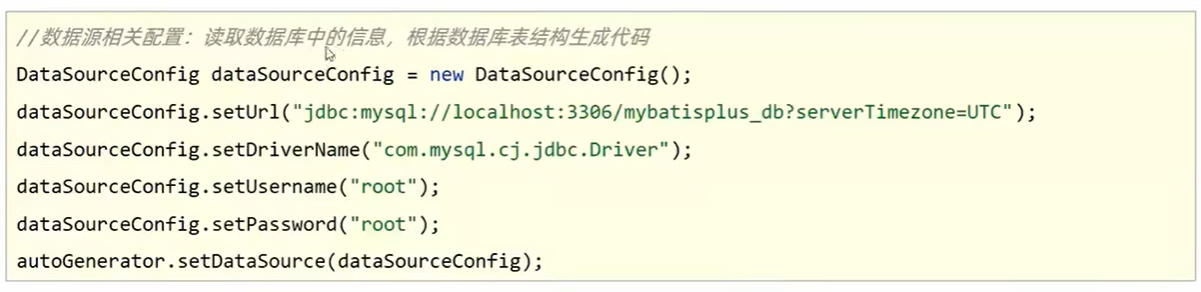 //数据源相关配置：读取数据库中的信息，根据数据库表结构生成代码
DataSourceConfig dataSourceConfig = new DataSourceConfig();
dataSourceConfig.setUrl("jdbc:mysql://localhost:3306/mybatisplus_db?serverTimezone=UTC");
dataSourceConfig.setDriverName("com.mysql.cj.jdbc.Driver");
dataSourceConfig.setUsername("root");
dataSourceConfig.setPassword("root");
autoGenerator.setDataSource(dataSourceConfig);